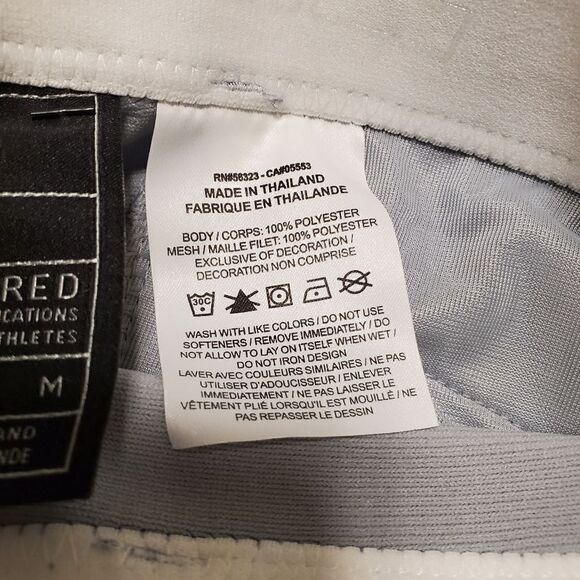 RED
ICATIONS
THLETES
M
AND
NDE
RN#56323 - CA#05553
MADE IN THAILAND
FABRIQUE EN THAILANDE
BODY / CORPS: 100% POLYESTER
MESH / MAILLE FILET: 100% POLYESTER
EXCLUSIVE OF DECORATION /
DECORATION NON COMPRISE
30C
WASH WITH LIKE COLORS / DO NOT USE
SOFTENERS / REMOVE IMMEDIATELY / DO
NOT ALLOW TO LAY ON ITSELF WHEN WET /
DO NOT IRON DESIGN
LAVER AVEC COULEURS SIMILAIRES / NE PAS
UTILISER D'ADOUCISSEUR / ENLEVER
IMMEDIATEMENT / NE PAS LAISSER LE
VÊTEMENT PLIÉ LORSQU'IL EST MOUILLÉ / NE
PAS REPASSER LE DESSIN